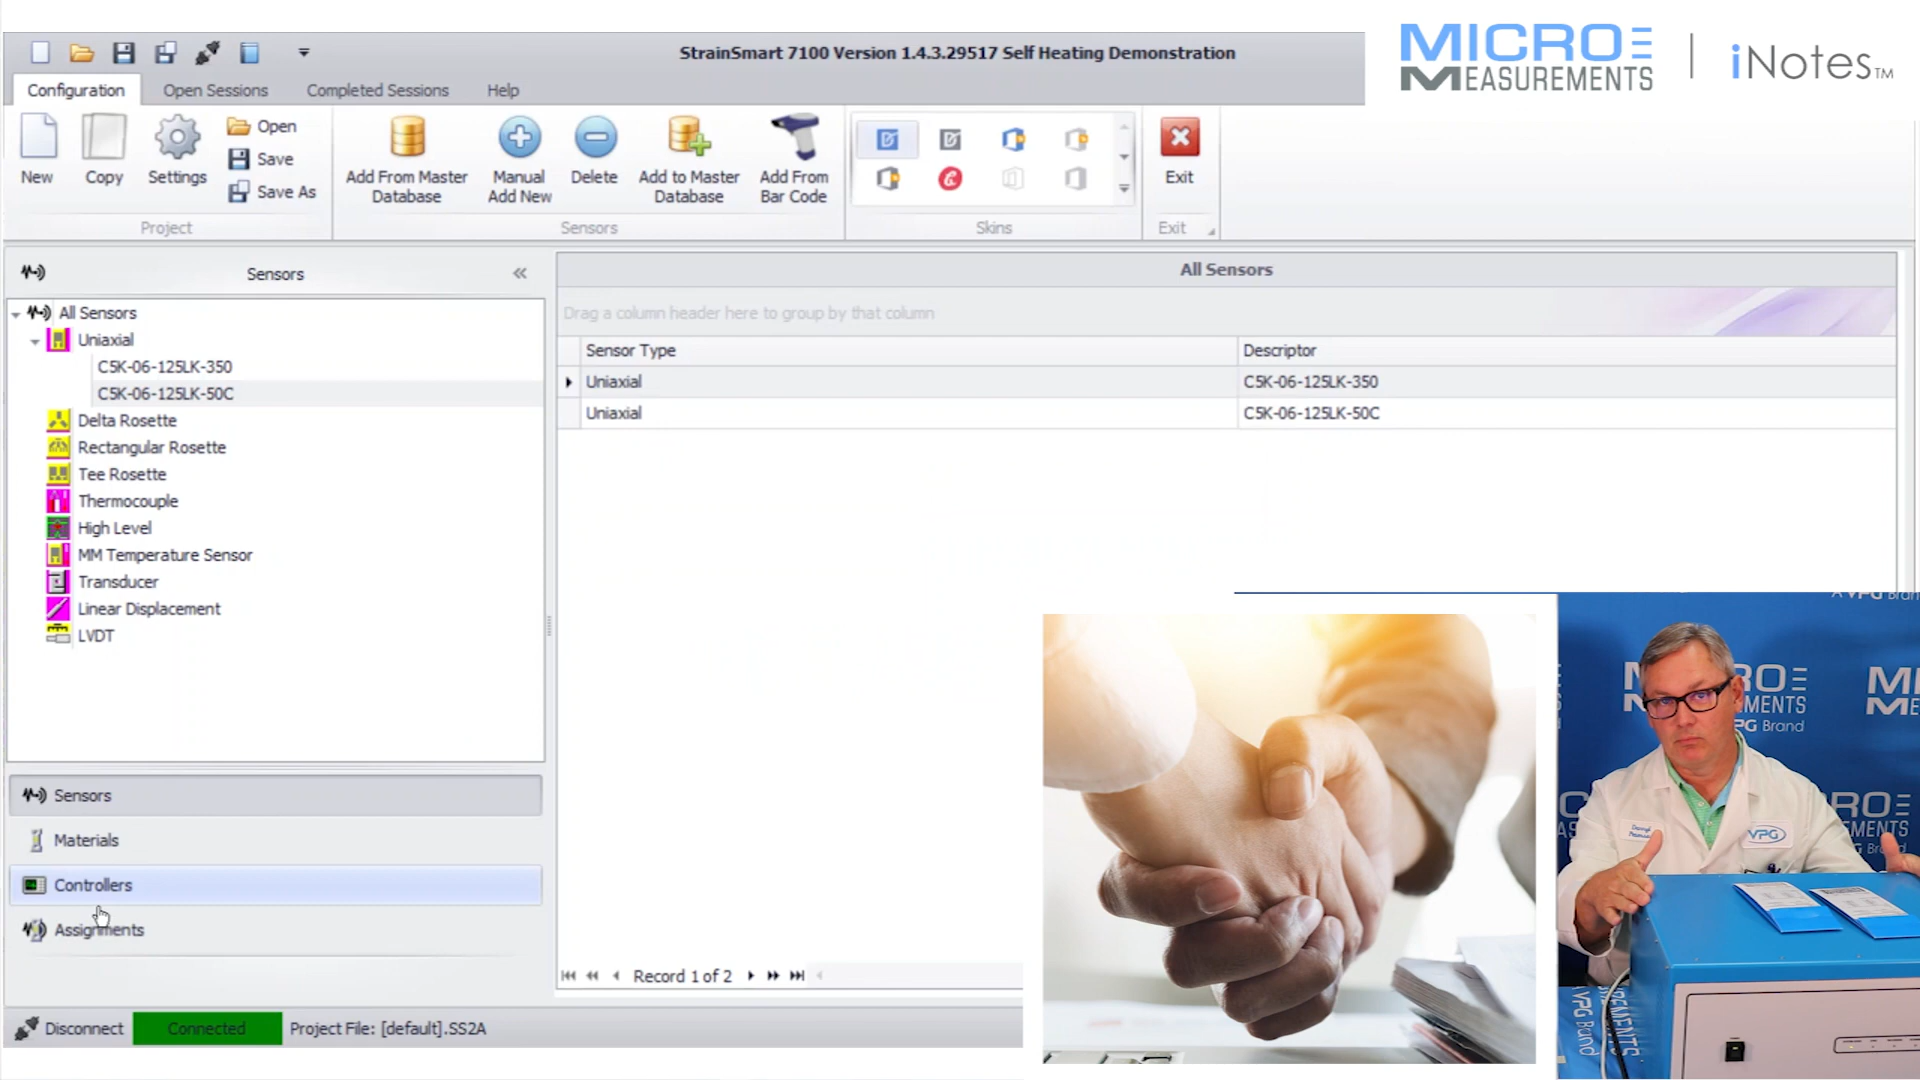 StrainSmart 7100 Version 1.4.3.29517 Self Heating Demonstration
MICRO
MEASUREMENTS
iNotes™
Configuration
Open Sessions
Completed Sessions
Help
New
Copy
Settings
Open
Save
Save As
Project
Add From Master
Database
Manual
Add New
Delete
Add to Master
Database
Add From
Bar Code
Sensors
Skins
Exit
Exit
Sensors
All Sensors
Uniaxial
C5K-06-125LK-350
C5K-06-125LK-50C
Delta Rosette
Rectangular Rosette
Tee Rosette
Thermocouple
High Level
MM Temperature Sensor
Transducer
Linear Displacement
LVDT
Sensors
Materials
Controllers
Assignments
All Sensors
Drag a column header here to group by that column
Sensor Type
Descriptor
Uniaxial
C5K-06-125LK-350
Uniaxial
C5K-06-125LK-50C
Record 1 of 2
Disconnect
Connected
Project File: [default].SS2A
VPG